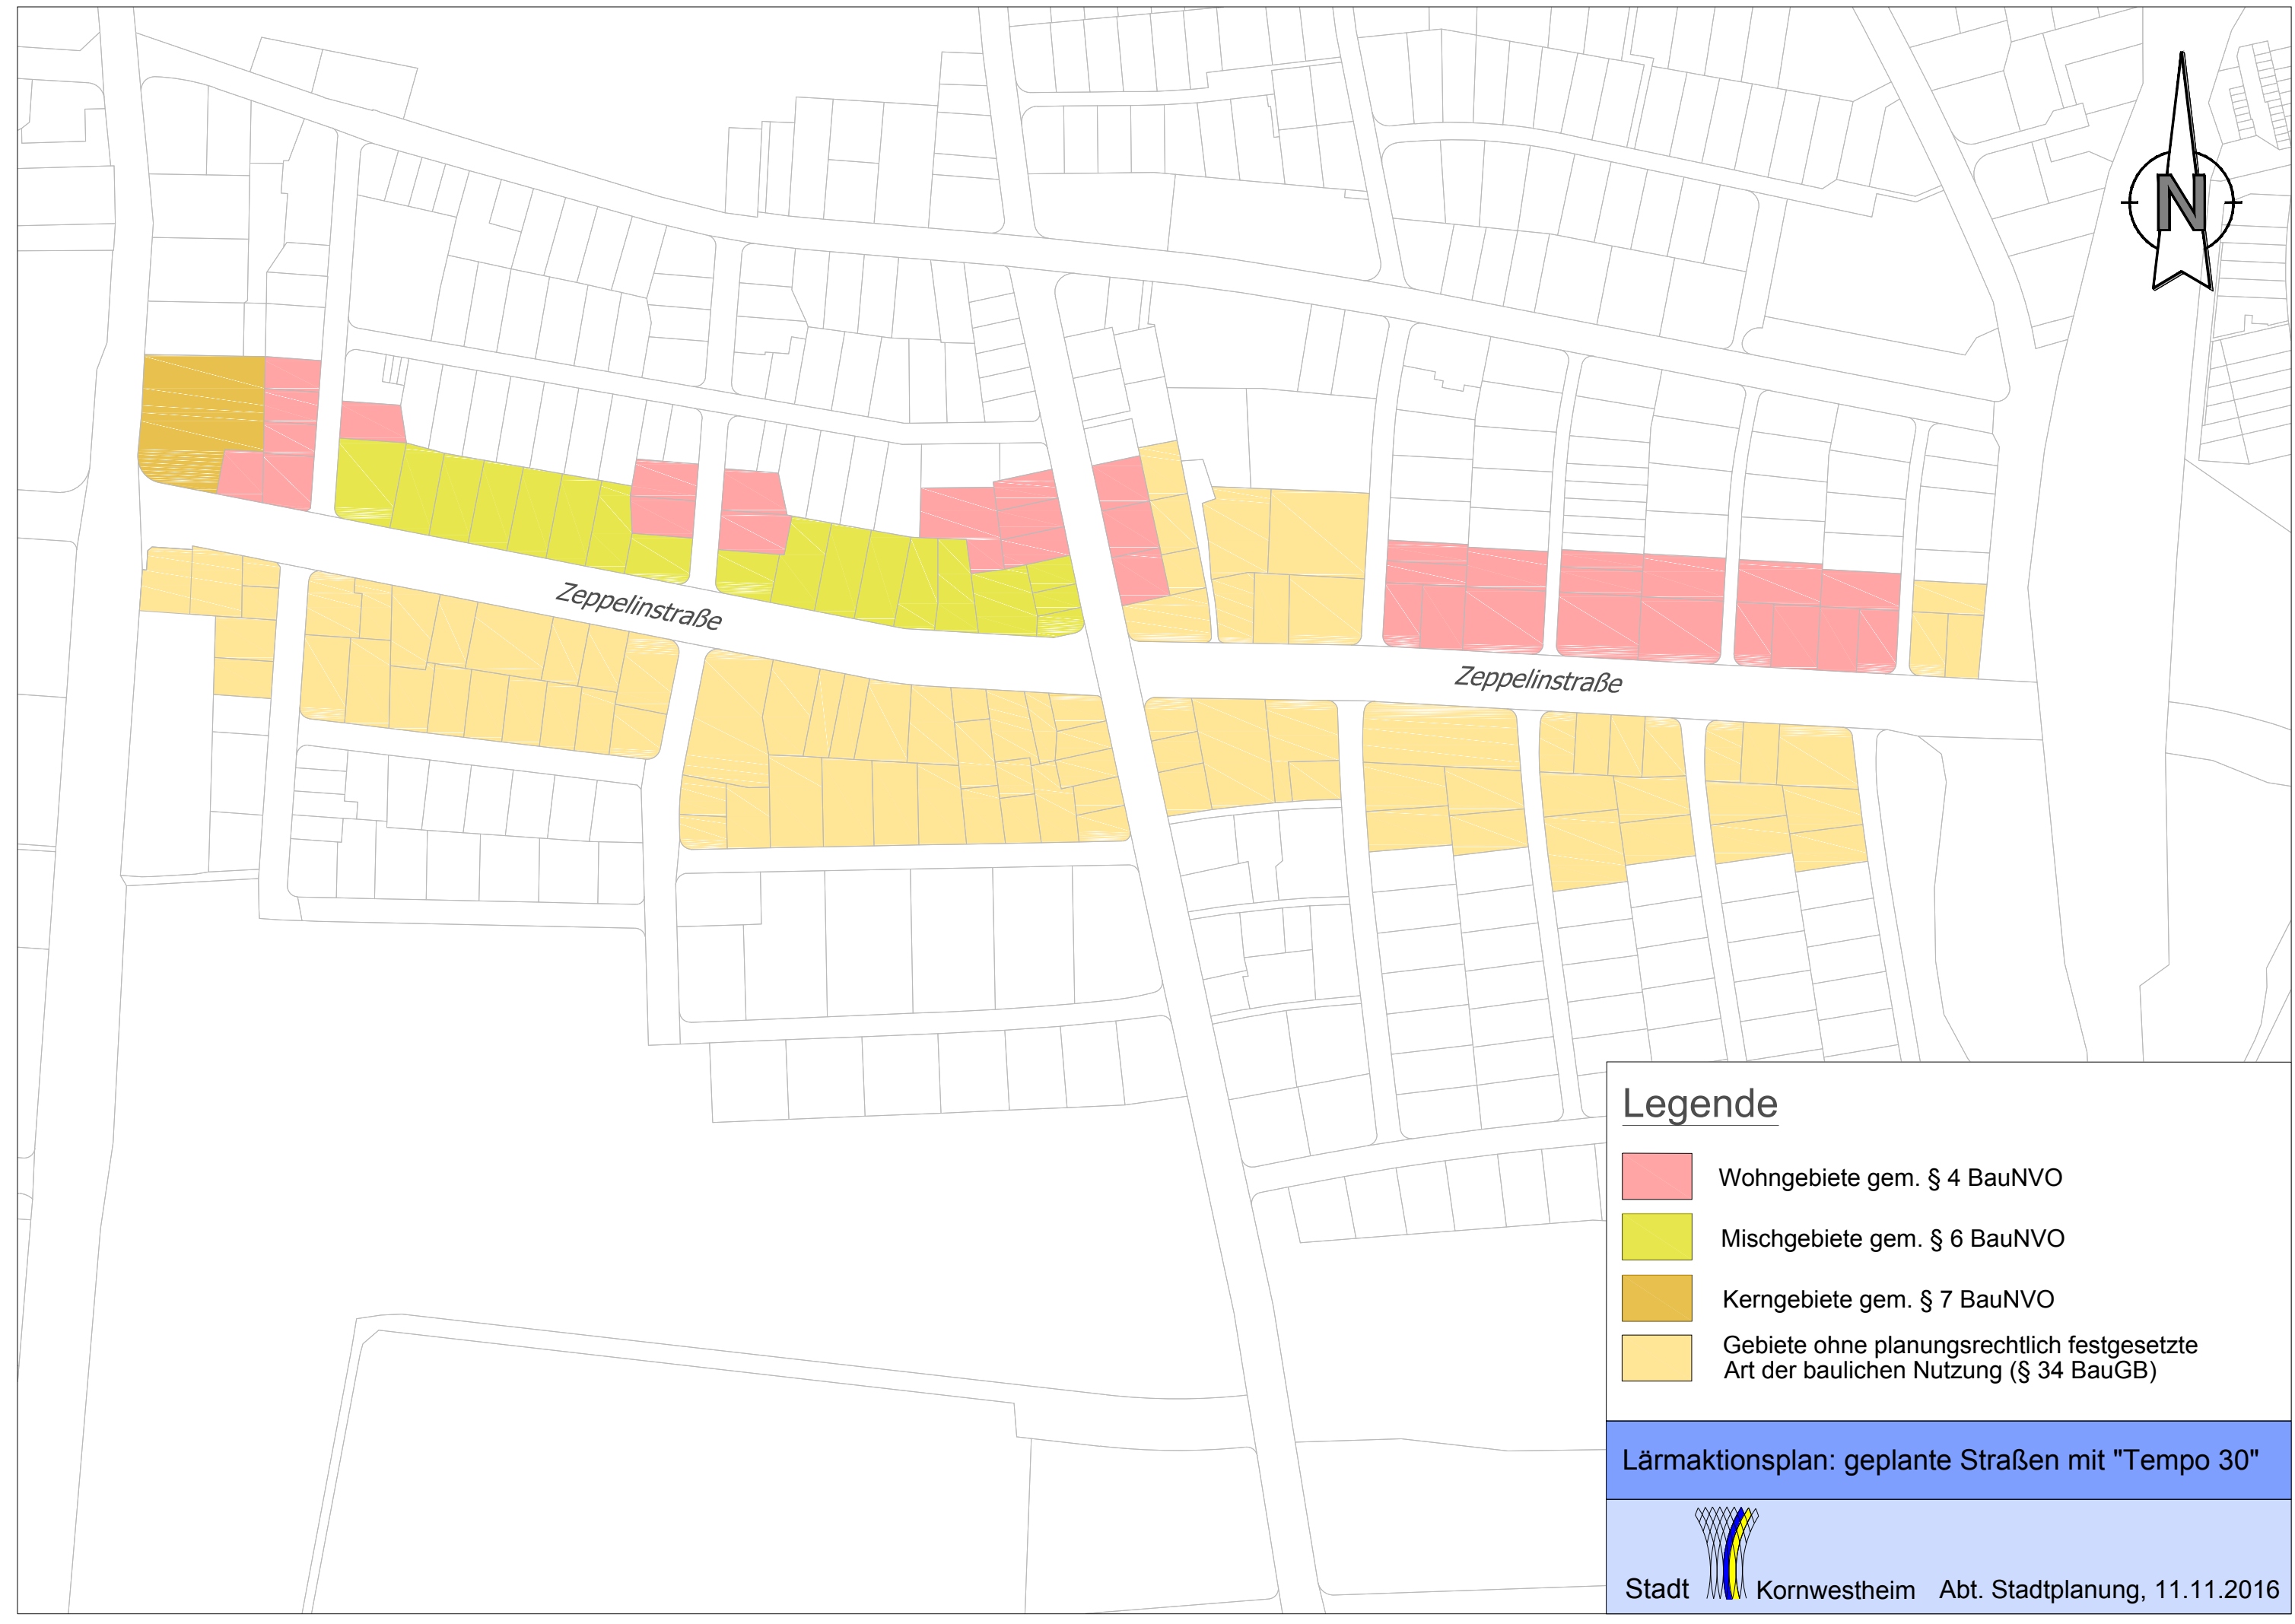 N
Zeppelinstraße
Zeppelinstraße
Legende
Wohngebiete gem. § 4 BauNVO
Mischgebiete gem. § 6 BauNVO
Kerngebiete gem. § 7 BauNVO
Gebiete ohne planungsrechtlich festgesetzte
Art der baulichen Nutzung (§ 34 BauGB)
Lärmaktionsplan: geplante Straßen mit "Tempo 30"
Stadt Kornwestheim Abt. Stadtplanung, 11.11.2016